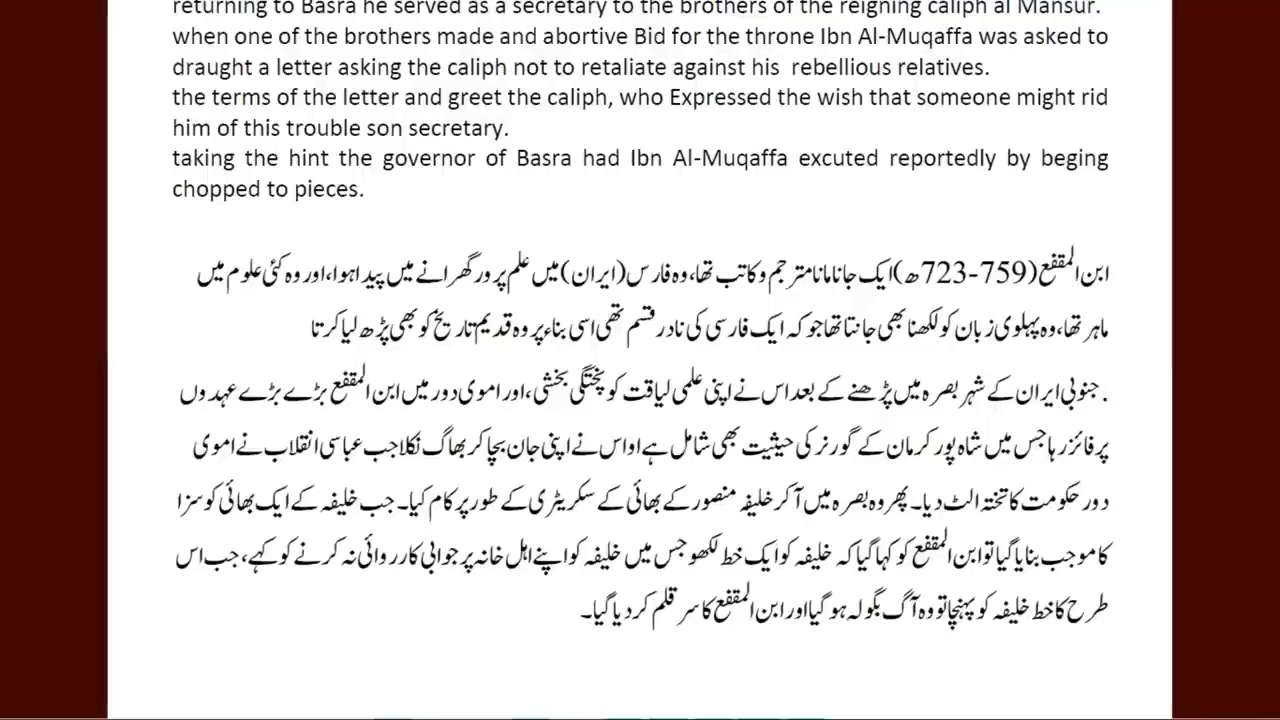 returning to Basra he served as a secretary to the brothers of the reigning caliph al Mansur.
when one of the brothers made and abortive Bid for the throne Ibn Al-Muqaffa was asked to
draught a letter asking the caliph not to retaliate against his rebellious relatives.
the terms of the letter and greet the caliph, who Expressed the wish that someone might rid
him of this trouble son secretary.
taking the hint the governor of Basra had Ibn Al-Muqaffa excuted reportedly by beging
chopped to pieces.
ابن المقفع (723-759ھ) ایک جانا مانا مترجم و کاتب تھا، وہ فارس (ایران) میں علم پرور گھرانے میں پیدا ہوا، اور وہ کئی علوم میں
ماہر تھا، وہ پہلوی زبان کو لکھنا بھی جانتا تھا جو کہ ایک فارسی کی نادر قسم تھی اسی بناء پر وہ قدیم تاریخ کو بھی پڑھ لیا کرتا
. جنوبی ایران کے شہر بصرہ میں پڑھنے کے بعد اس نے اپنی علمی لیاقت کو پختگی بخشی، اور اموی دور میں ابن المقفع بڑے بڑے عہدوں
پر فائز رہا جس میں شاہ پور کرمان کے گورنر کی حیثیت بھی شامل ہے او اس نے اپنی جان بچا کر بھاگ نکلا جب عباسی انقلاب نے اموی
دور حکومت کا تختہ الٹ دیا۔ پھر وہ بصرہ میں آ کر خلیفہ منصور کے بھائی کے سکریٹری کے طور پر کام کیا۔ جب خلیفہ کے ایک بھائی کو سزا
کا موجب بنایا گیا تو ابن المقفع کو کہا گیا کہ خلیفہ کو ایک خط لکھو جس میں خلیفہ کو اپنے اہل خانہ پر جوابی کارروائی نہ کرنے کو کہے، جب اس
طرح کا خط خلیفہ کو پہنچا تو وہ آگ بگولہ ہو گیا اور ابن المقفع کا سر قلم کر دیا گیا۔